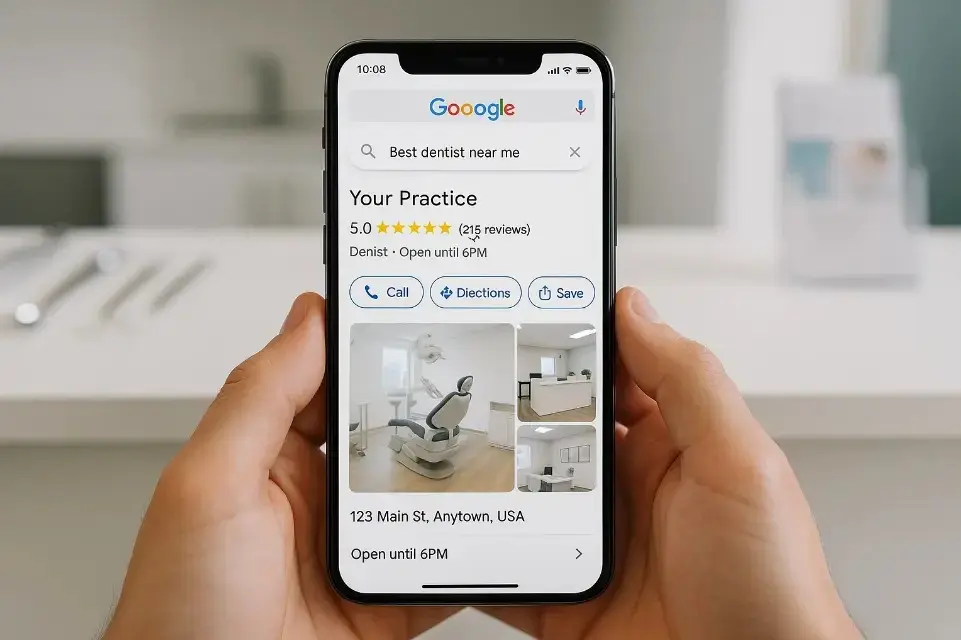 10:08
Gooogle
Best dentist near me
Your Practice
5.0 ★★★★★ (215 reviews)
Denist · Open until 6PM
Call Diections Save
123 Main St, Anytown, USA
Open until 6PM